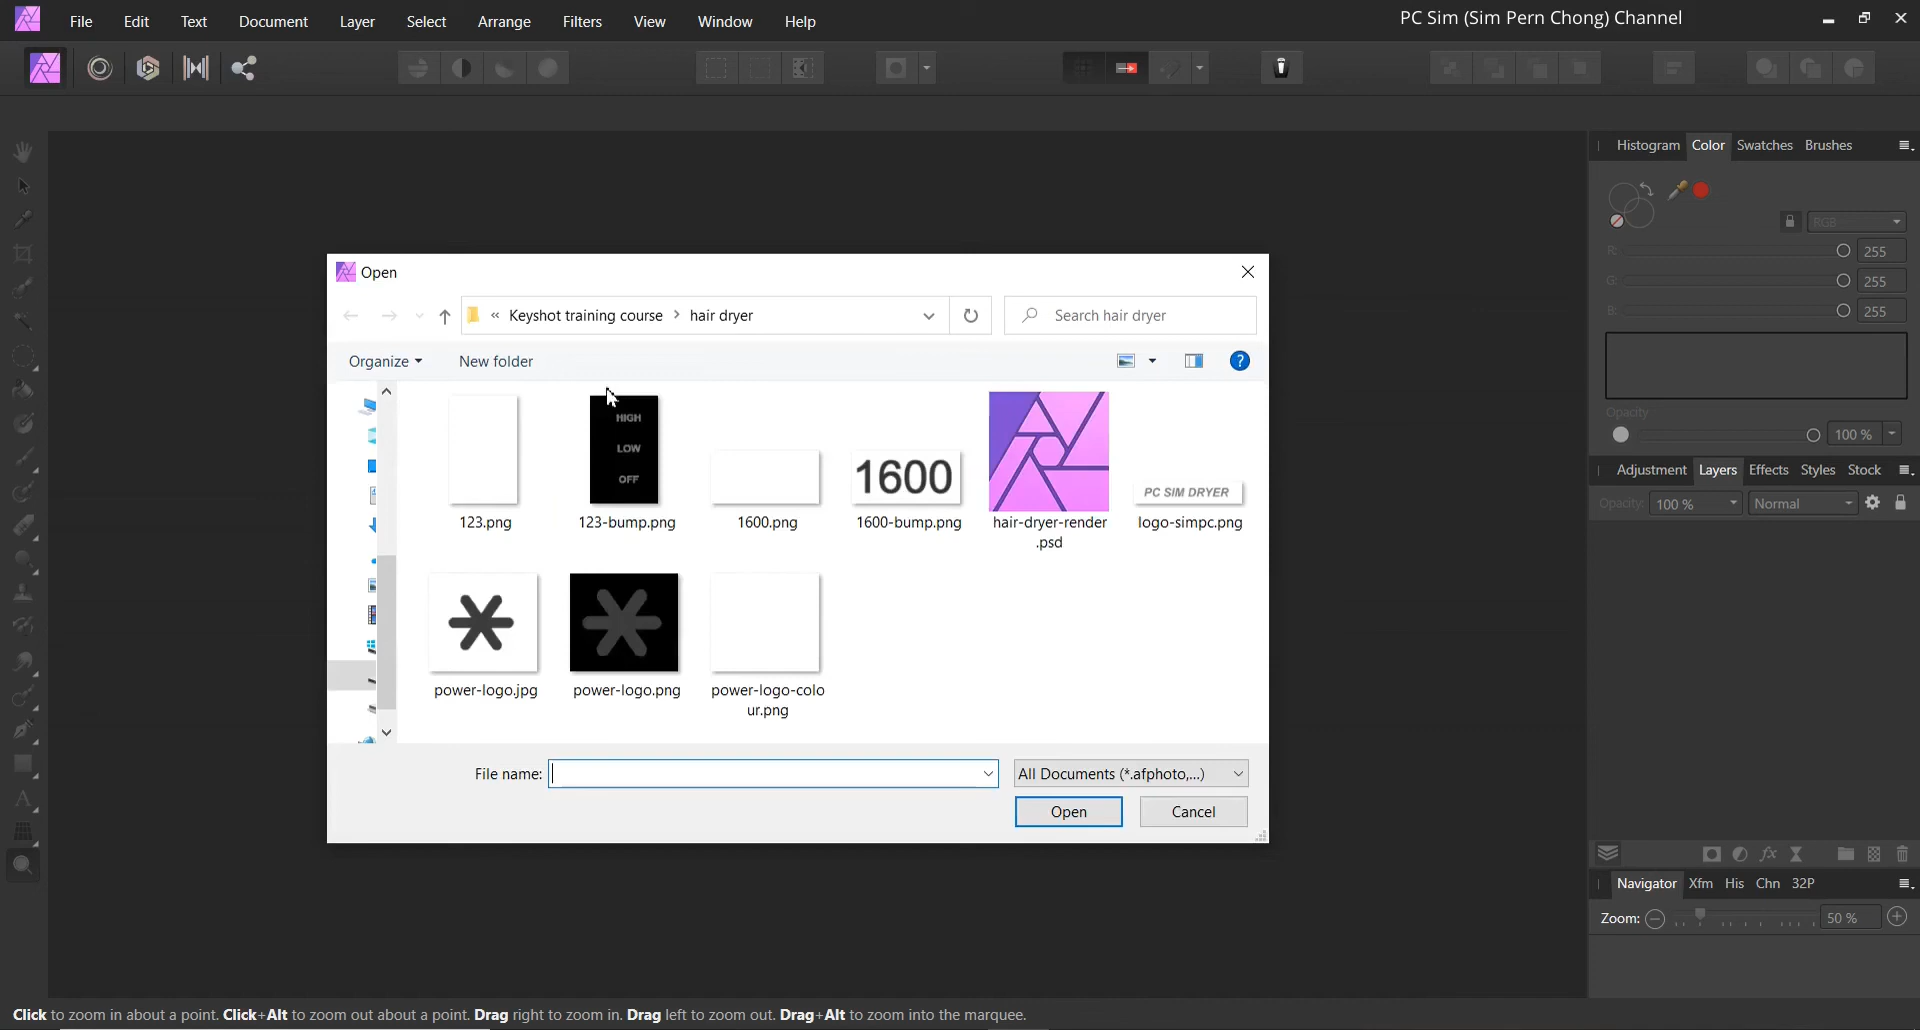 File Edit Text Document Layer Select Arrange Filters View Window Help
PC Sim (Sim Pern Chong) Channel
Histogram Color Swatches Brushes
RGB
R: 255
G: 255
B: 255
Opacity
100 %
Adjustment Layers Effects Styles Stock
Opacity: 100 % Normal
Open
« Keyshot training course > hair dryer
Search hair dryer
Organize New folder
?
HIGH
LOW
OFF
1600
PC SIM DRYER
123.png 123-bump.png 1600.png 1600-bump.png hair-dryer-render logo-simpc.png
.psd
power-logo.jpg power-logo.png power-logo-colo
ur.png
File name: All Documents (*.afphoto,...)
Open Cancel
fx
Navigator Xfm His Chn 32P
Zoom: 50 %
Click to zoom in about a point. Click+Alt to zoom out about a point. Drag right to zoom in. Drag left to zoom out. Drag+Alt to zoom into the marquee.